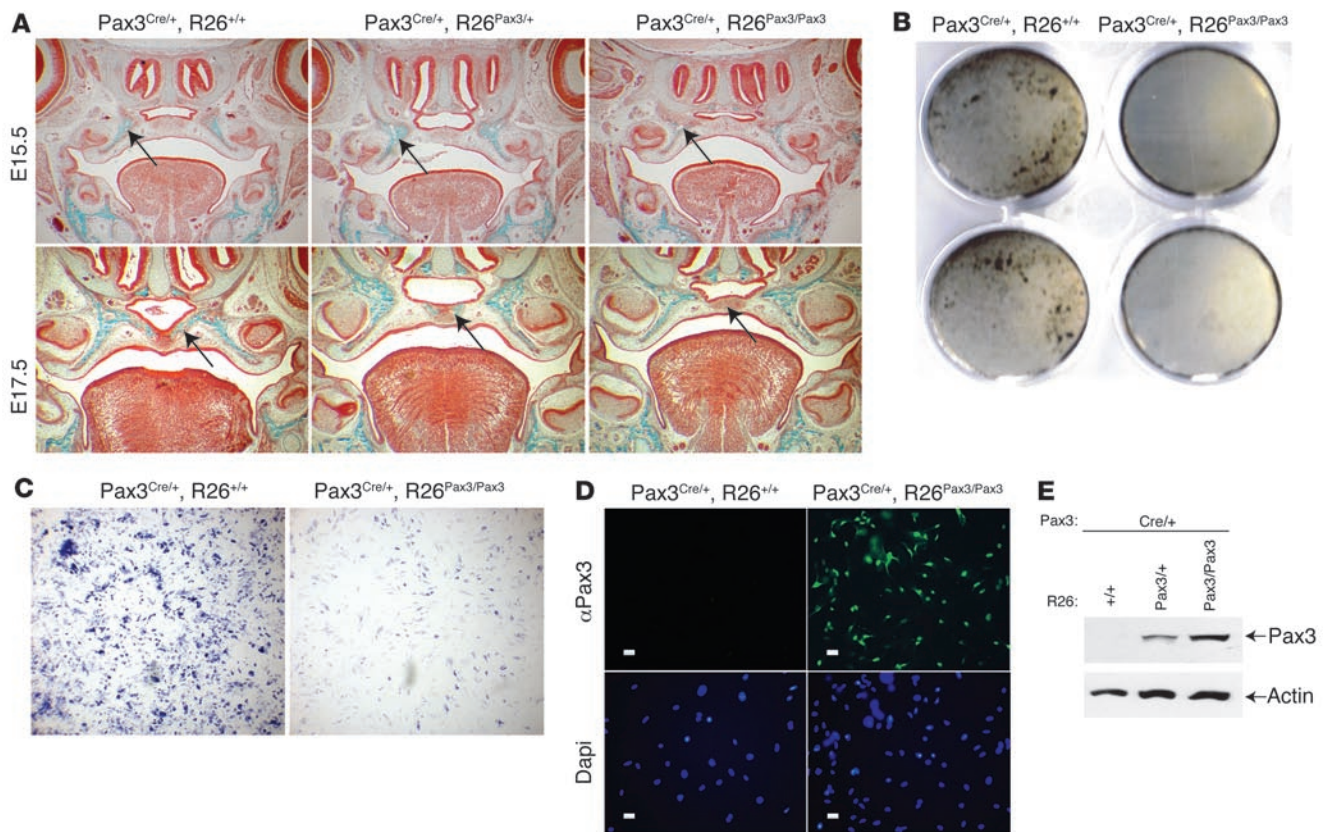 A
Pax3Cre/+, R26+/+
Pax3Cre/+, R26Pax3/+
Pax3Cre/+, R26Pax3/Pax3
E15.5
E17.5
B
Pax3Cre/+, R26+/+
Pax3Cre/+, R26Pax3/Pax3
C
Pax3Cre/+, R26+/+
Pax3Cre/+, R26Pax3/Pax3
D
Pax3Cre/+, R26+/+
Pax3Cre/+, R26Pax3/Pax3
αPax3
Dapi
E
Pax3:
Cre/+
R26:
+/+
Pax3/+
Pax3/Pax3
←Pax3
←Actin